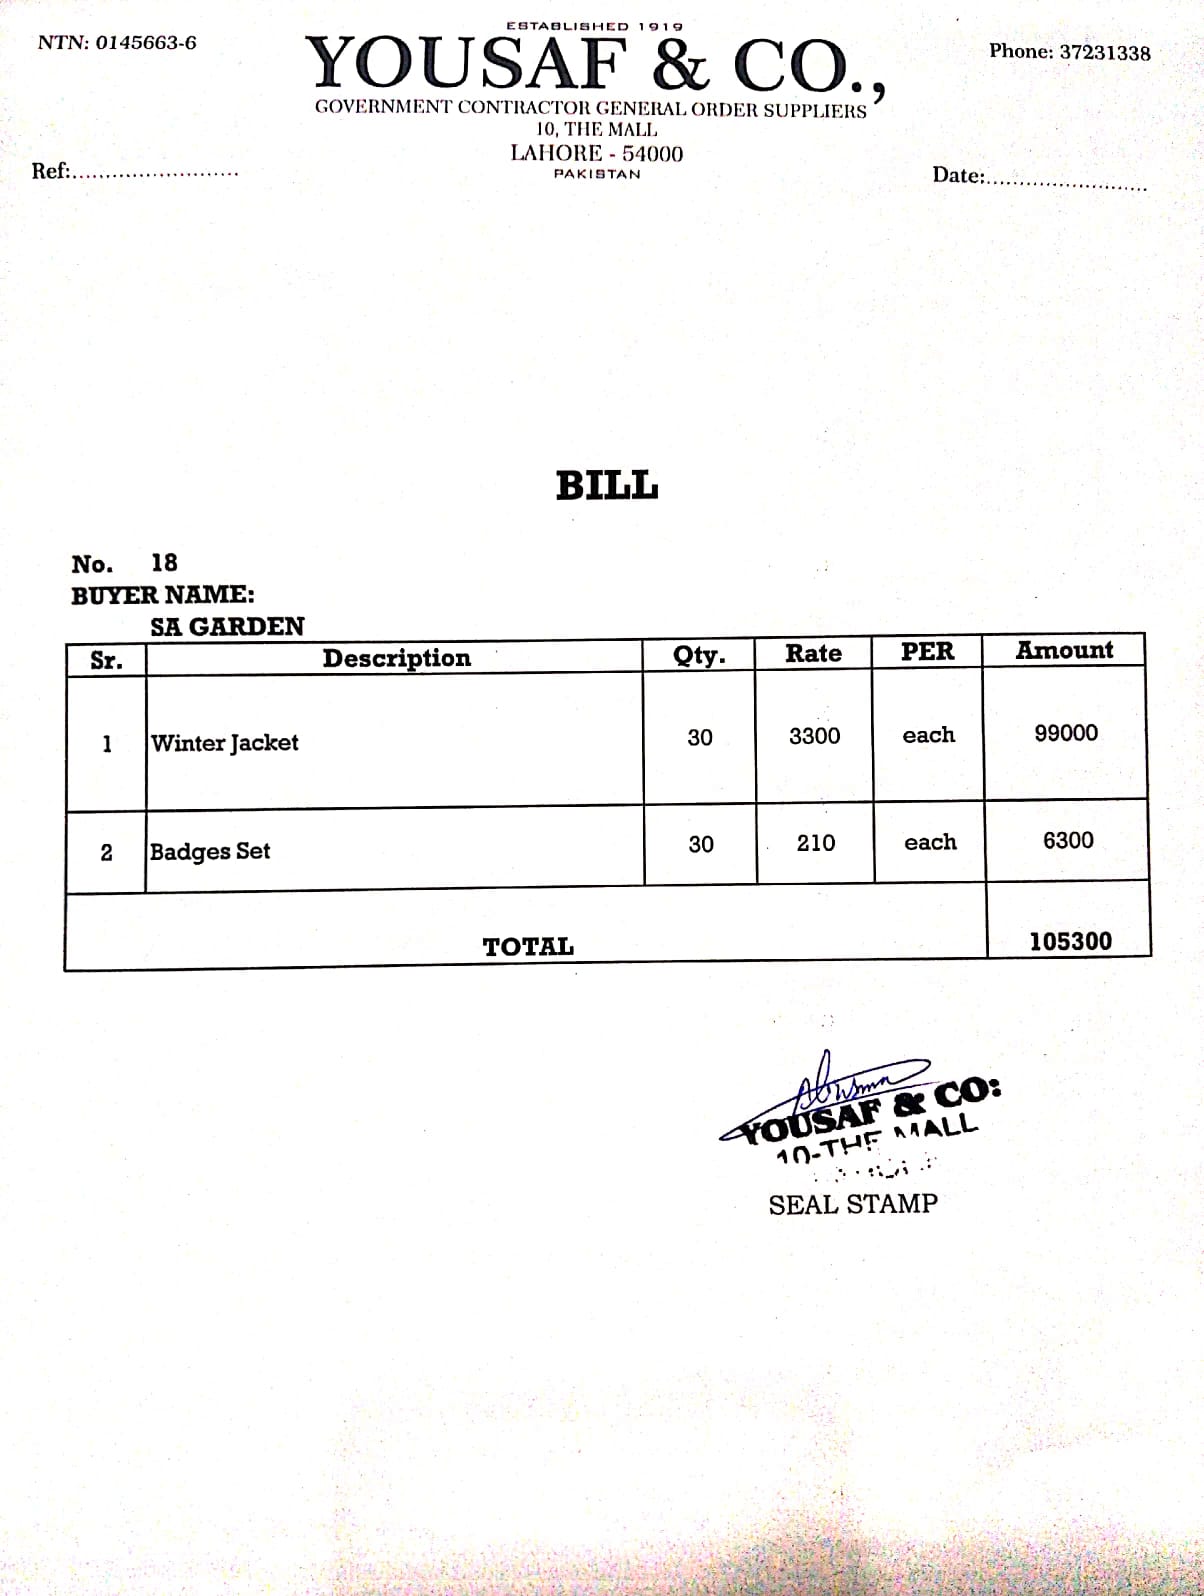 ESTABLISHED 1919
NTN: 0145663-6
YOUSAF & CO.,
Phone: 37231338
GOVERNMENT CONTRACTOR GENERAL ORDER SUPPLIERS
10, THE MALL
LAHORE - 54000
PAKISTAN
Ref:.........................
Date:.........................
BILL
No. 18
BUYER NAME:
SA GARDEN
Sr. Description Qty. Rate PER Amount
1 Winter Jacket 30 3300 each 99000
2 Badges Set 30 210 each 6300
TOTAL 105300
YOUSAF & CO:
10-THE MALL
SEAL STAMP